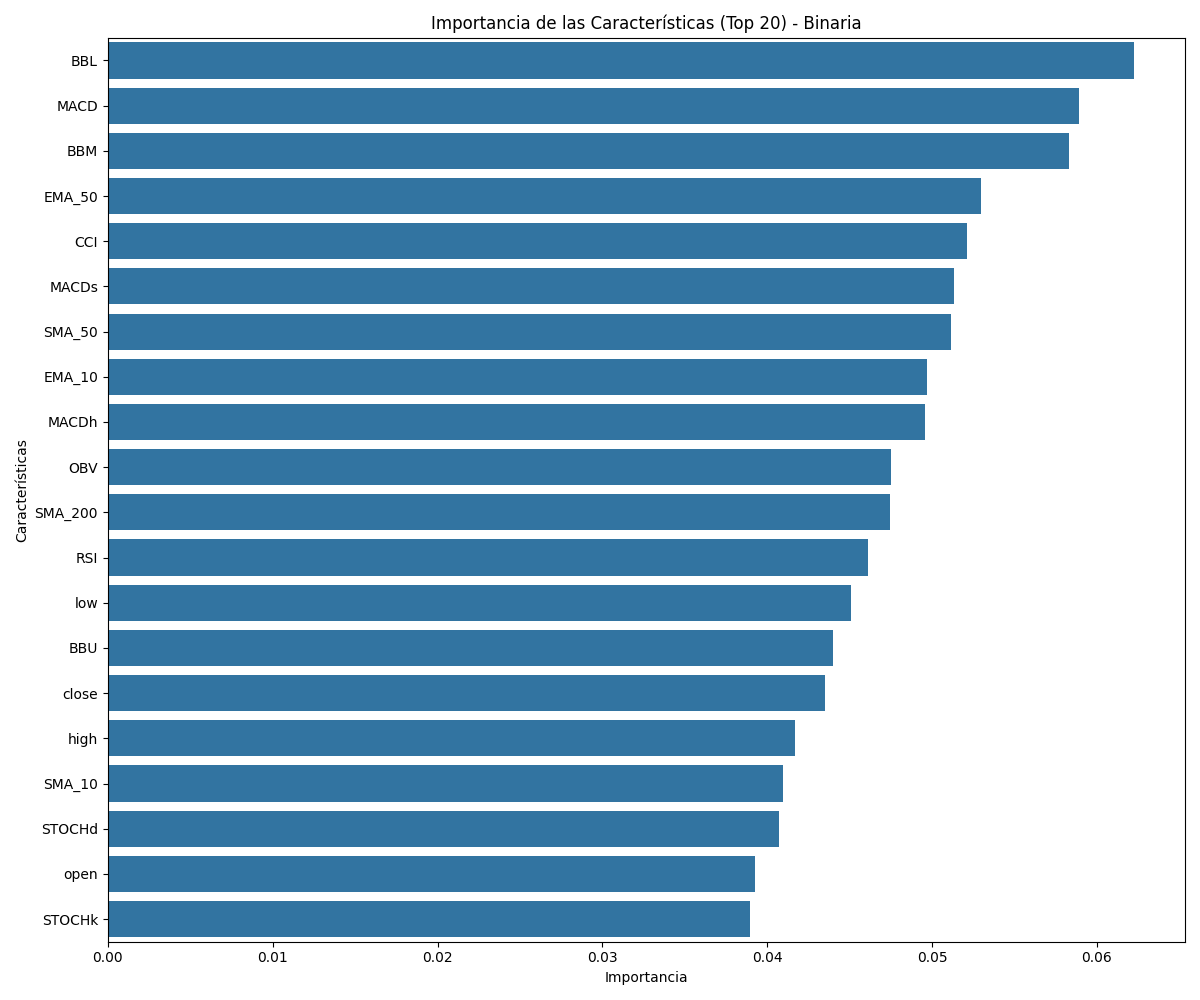 Importancia de las Características (Top 20) - Binaria
Características
BBL
MACD
BBM
EMA_50
CCI
MACDs
SMA_50
EMA_10
MACDh
OBV
SMA_200
RSI
low
BBU
close
high
SMA_10
STOCHd
open
STOCHk
0.00 0.01 0.02 0.03 0.04 0.05 0.06
Importancia